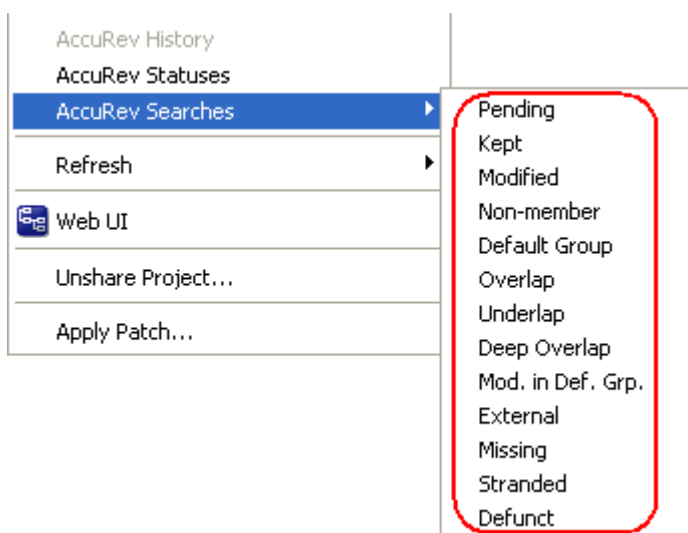 AccuRev History
AccuRev Statuses
AccuRev Searches
Refresh
Web UI
Unshare Project...
Apply Patch...
Pending
Kept
Modified
Non-member
Default Group
Overlap
Underlap
Deep Overlap
Mod. in Def. Grp.
External
Missing
Stranded
Defunct